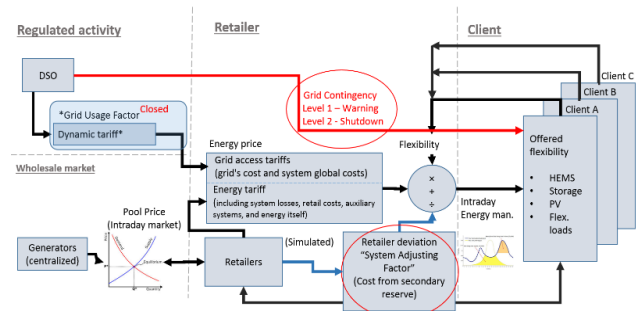 Regulated activity
Retailer
Client
DSO
*Grid Usage Factor
Closed
Dynamic tariff*
Grid Contingency
Level 1 – Warning
Level 2 - Shutdown
Client C
Client B
Client A
Offered
flexibility
• HEMS
• Storage
• PV
• Flex.
loads
Wholesale market
Energy price
Grid access tariffs
(grid's cost and system global costs)
Energy tariff
(including system losses, retail costs, auxiliary
systems, and energy itself)
Flexibility
×
+
÷
Intraday
Energy man.
Pool Price
(Intraday market)
Generators
(centralized)
Retailers
(Simulated)
Retailer deviation
"System Adjusting
Factor"
(Cost from secondary
reserve)